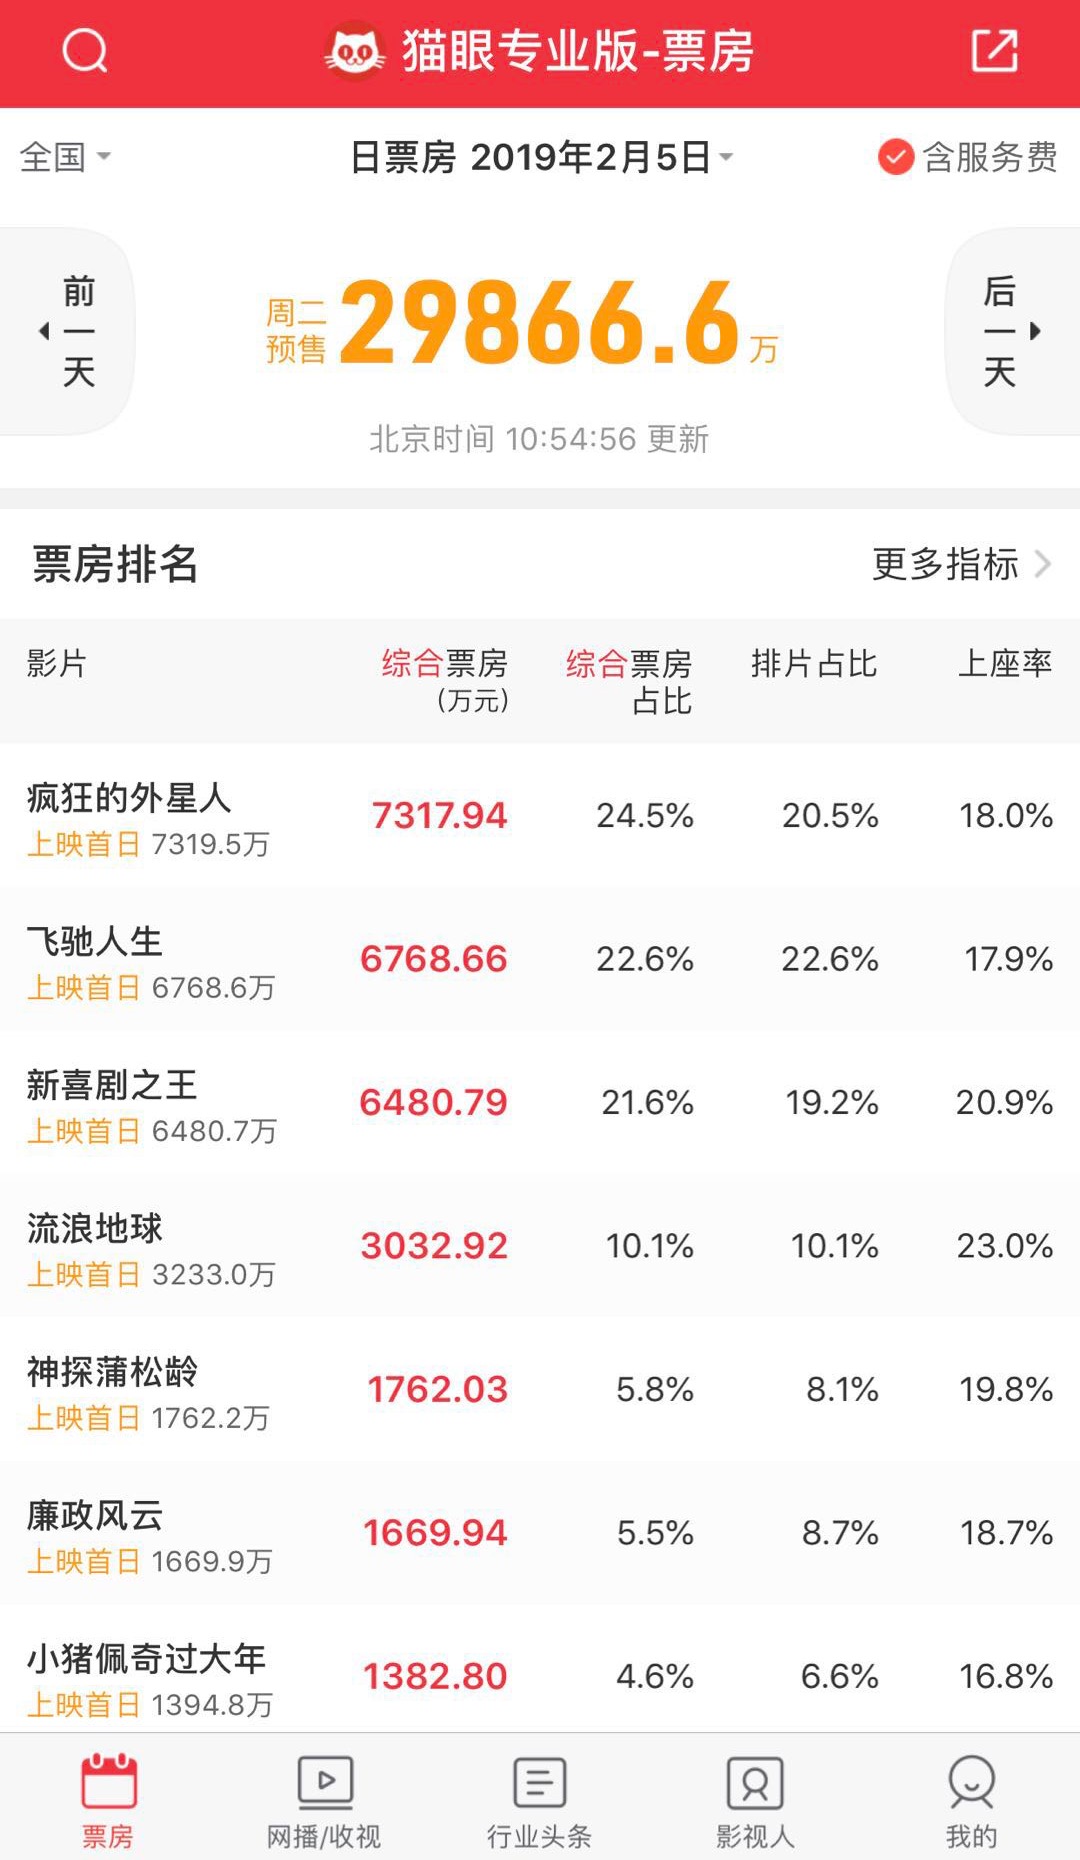 猫眼专业版-票房
全国 日票房 2019年2月5日 含服务费
前一天
周二预售 29866.6 万
后一天
北京时间 10:54:56 更新
票房排名 更多指标
影片 综合票房(万元) 综合票房占比 排片占比 上座率
疯狂的外星人 7317.94 24.5% 20.5% 18.0%
上映首日 7319.5万
飞驰人生 6768.66 22.6% 22.6% 17.9%
上映首日 6768.6万
新喜剧之王 6480.79 21.6% 19.2% 20.9%
上映首日 6480.7万
流浪地球 3032.92 10.1% 10.1% 23.0%
上映首日 3233.0万
神探蒲松龄 1762.03 5.8% 8.1% 19.8%
上映首日 1762.2万
廉政风云 1669.94 5.5% 8.7% 18.7%
上映首日 1669.9万
小猪佩奇过大年 1382.80 4.6% 6.6% 16.8%
上映首日 1394.8万
票房 网播/收视 行业头条 影视人 我的